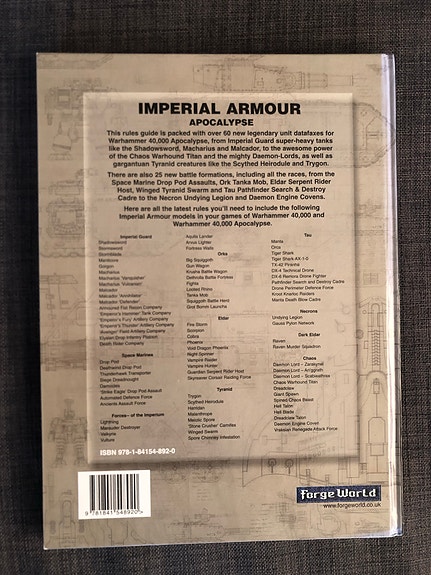 IMPERIAL ARMOUR
APOCALYPSE
This rules guide is packed with over 60 new legendary unit datafaxes for
Warhammer 40,000 Apocalypse, from Imperial Guard super-heavy tanks
like the Shadowsword, Macharius and Malcador, to the awesome power
of the Chaos Warhound Titan and the mighty Daemon-Lords, as well as
gargantuan Tyranid creatures like the Scythed Heirodule and Trygon.
There are also 25 new battle formations, including all the races, from the
Space Marine Drop Pod Assaults, Ork Tanka Mob, Eldar Serpent Rider
Host, Winged Tyranid Swarm and Tau Pathfinder Search & Destroy
Cadre to the Necron Undying Legion and Daemon Engine Covens.
Here are all the latest rules you'll need to include the following
Imperial Armour models in your games of Warhammer 40,000 and
Warhammer 40,000 Apocalypse.
Imperial Guard
Shadowsword
Stormsword
Stormblade
Gorgon
Macharius
Macharius 'Vanquisher'
Macharius 'Vulcan'
Malcador
Malcador 'Annihilator'
Malcador 'Defender'
Armoured Fist Recon Company
'Emperor's Hammer' Tank Company
'Emperor's Fury' Artillery Company
'Emperor's Thunder' Artillery Company
Elysian Drop Infantry Platoon
Death Rider Company
Space Marines
Drop Pod
Deathwind Drop Pod
Thunderhawk Transporter
Siege Dreadnought
Damocles
'Strike Eagle' Drop Pod Assault
Automated Defence Force
Ancients Assault Force
Forces of the Imperium
Lightning
Marauder Destroyer
Valkyrie
Vulture
Aquila Lander
Arvus Lighter
Fortress Walls
Orks
Big Squiggoth
Gun Wagon
Krusha Battle Wagon
Dethrolla Battle Fortress
Fighta
Looted Rhino
Tanka Mob
Squiggoth Battle Herd
Grot Bomm Launcha
Eldar
Fire Storm
Scorpion
Cobra
Phoenix
Void Dragon Phoenix
Night Spinner
Vampire Raider
Vampire Hunter
Guardian Serpent Rider Host
Skysaver Corsair Raiding Force
Tyranid
Trygon
Scythed Heirodule
Harridan
Malanthrope
Meiotic Spore
'Stone Crusher' Carnifex
Winged Swarm
Spore Chimney Infestation
Tau
Manta
Orca
Tiger Shark
Tiger Shark AX-1-0
TX-42 Piranha
DX-4 Technical Drone
DX-6 Remora Drone Fighter
Pathfinder Search and Destroy Cadre
Drone Perimeter Defence Force
Kroot Knarloc Raiders
Manta Death Blow Cadre
Necrons
Undying Legion
Gauss Pylon Network
Dark Eldar
Raven
Raven Murder Squadron
Chaos
Daemon Lord - Zarakynel
Daemon Lord - An'ggrath
Daemon Lord - Scabeiathrax
Chaos Warhound Titan
Dreadclaw
Giant Spawn
Spined Chaos Beast
Hell Talon
Hell Blade
Dreadclaw Talon
Daemon Engine Coven
Vraksian Renegade Attack Force
ISBN 978-1-84154-892-0
9 781841 548920
Forge World
www.forgeworld.co.uk